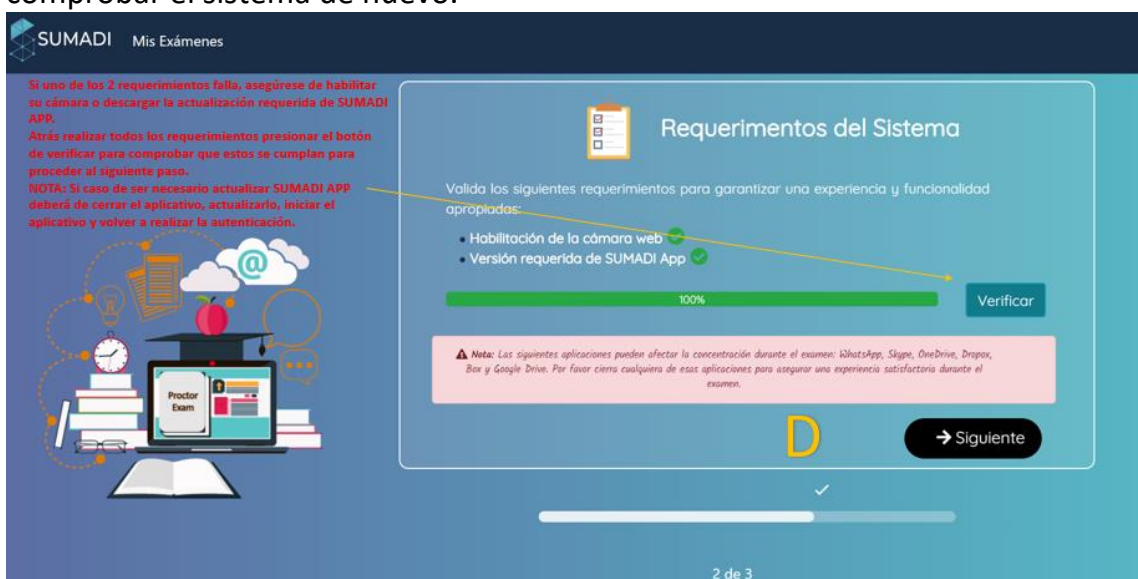 comprobar el sistema de nuevo.
SUMADI Mis Exámenes
Si uno de los 2 requerimientos falla, asegúrese de habilitar
su cámara o descargar la actualización requerida de SUMADI
APP.
Atrás realizar todos los requerimientos presionar el botón
de verificar para comprobar que estos se cumplan para
proceder al siguiente paso.
NOTA: Si caso de ser necesario actualizar SUMADI APP
deberá de cerrar el aplicativo, actualizarlo, iniciar el
aplicativo y volver a realizar la autenticación.
Proctor
Exam
@
Requerimentos del Sistema
Valida los siguientes requerimientos para garantizar una experiencia y funcionalidad
apropiadas:
• Habilitación de la cámara web
• Versión requerida de SUMADI App
100%
Verificar
Nota: Las siguientes aplicaciones pueden afectar la concentración durante el examen: WhatsApp, Skype, OneDrive, Dropox,
Box y Google Drive. Por favor cierra cualquiera de esas aplicaciones para asegurar una experiencia satisfactoria durante el
examen.
D
→ Siguiente
2 de 3